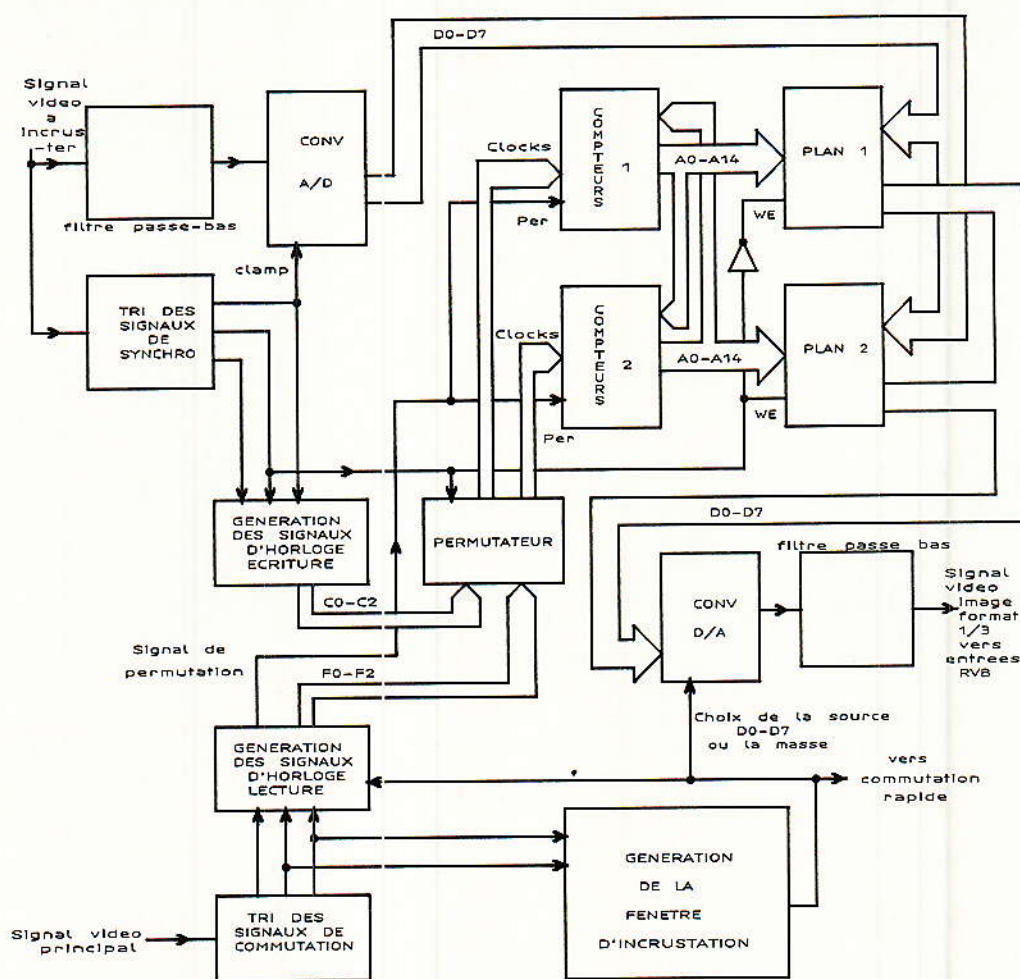 D0-D7
Signal
video
a
Incrus-
-ter
filtre passe-bas
CONV
A/D
clamp
TRI DES
SIGNAUX
DE
SYNCHRO
Clocks
Per
COMPTEURS
1
A0-A14
PLAN 1
WE
Clocks
Per
COMPTEURS
2
A0-A14
PLAN 2
WE
GENERATION
DES SIGNAUX
D'HORLOGE
ECRITURE
PERMUTATEUR
C0-C2
Signal de
permutation
F0-F2
D0-D7
filtre passe bas
CONV
D/A
Signal
video
Image
format
1/3
vers
entrees
RVB
Choix de la source
D0-D7
ou la masse
GENERATION
DES SIGNAUX
D'HORLOGE
LECTURE
vers
commutation
rapide
GENERATION
DE LA
FENETRE
D'INCRUSTATION
Signal video
principal
TRI DES
SIGNAUX DE
COMMUTATION